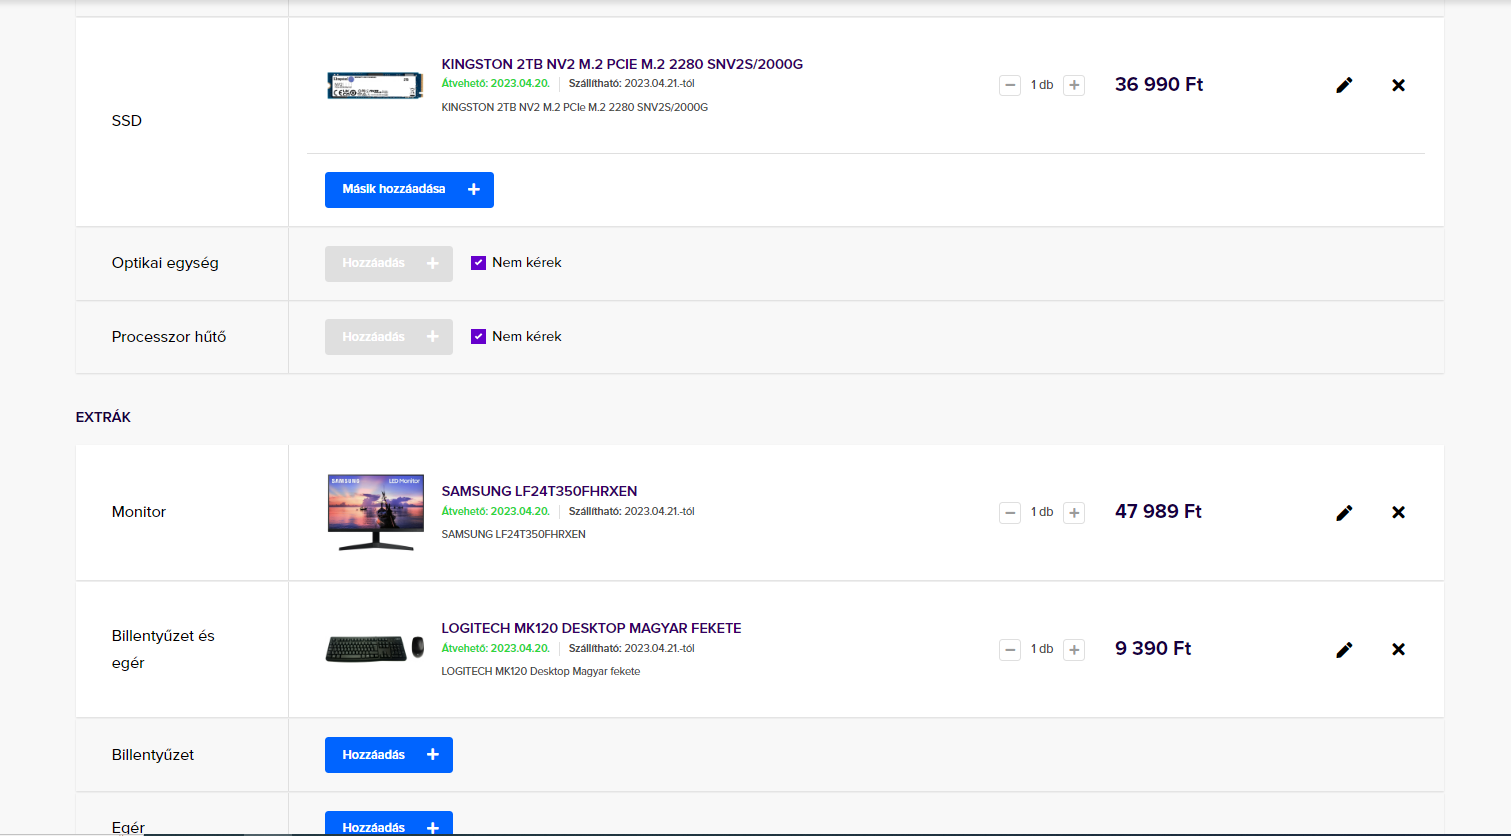 SSD
KINGSTON 2TB NV2 M.2 PCIE M.2 2280 SNV2S/2000G
Átvehető: 2023.04.20. Szállítható: 2023.04.21.-tól
KINGSTON 2TB NV2 M.2 PCIe M.2 2280 SNV2S/2000G
1 db
36 990 Ft
Másik hozzáadása
Optikai egység
Hozzáadás
Nem kérek
Processzor hűtő
Hozzáadás
Nem kérek
EXTRÁK
Monitor
SAMSUNG
LED Monitor
SAMSUNG LF24T350FHRXEN
Átvehető: 2023.04.20. Szállítható: 2023.04.21.-tól
SAMSUNG LF24T350FHRXEN
1 db
47 989 Ft
Billentyűzet és
egér
LOGITECH MK120 DESKTOP MAGYAR FEKETE
Átvehető: 2023.04.20. Szállítható: 2023.04.21.-tól
LOGITECH MK120 Desktop Magyar fekete
1 db
9 390 Ft
Billentyűzet
Hozzáadás
Egér
Hozzáadás